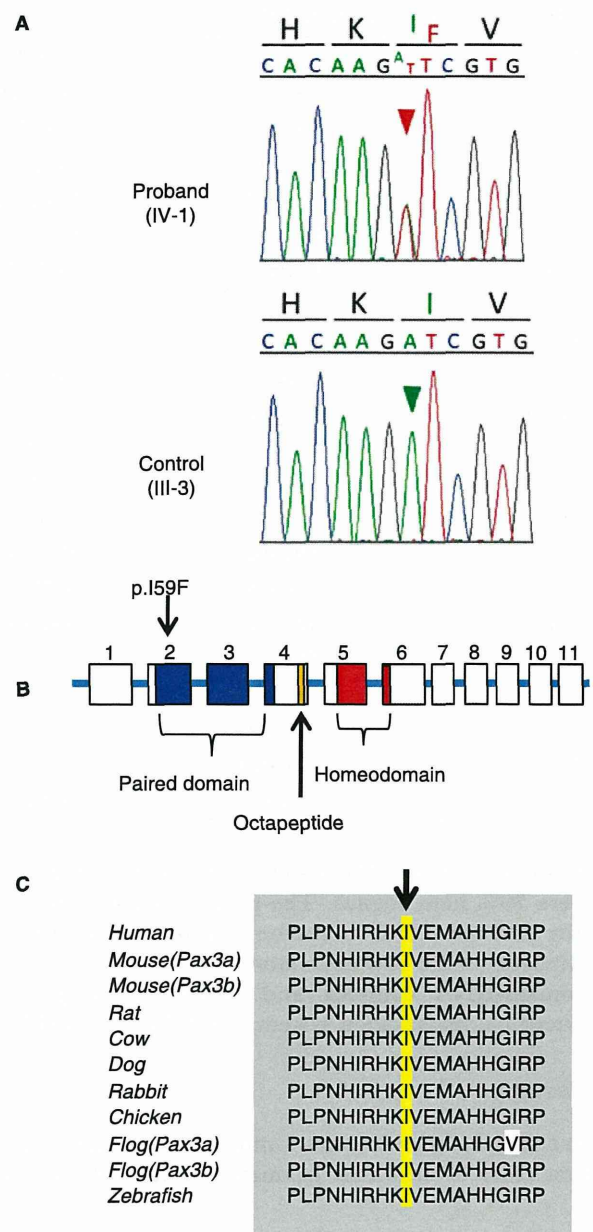 A
H K I F V
C A C A A G A T T C G T G
Proband
(IV-1)
H K I V
C A C A A G A T C G T G
Control
(III-3)
p.I59F
1 2 3 4 5 6 7 8 9 10 11
B
Paired domain
Homeodomain
Octapeptide
C
Human PLPNHIRHKIVEMAHHGIRP
Mouse(Pax3a) PLPNHIRHKIVEMAHHGIRP
Mouse(Pax3b) PLPNHIRHKIVEMAHHGIRP
Rat PLPNHIRHKIVEMAHHGIRP
Cow PLPNHIRHKIVEMAHHGIRP
Dog PLPNHIRHKIVEMAHHGIRP
Rabbit PLPNHIRHKIVEMAHHGIRP
Chicken PLPNHIRHKIVEMAHHGIRP
Flog(Pax3a) PLPNHIRHKIVEMAHHGVRP
Flog(Pax3b) PLPNHIRHKIVEMAHHGIRP
Zebrafish PLPNHIRHKIVEMAHHGIRP